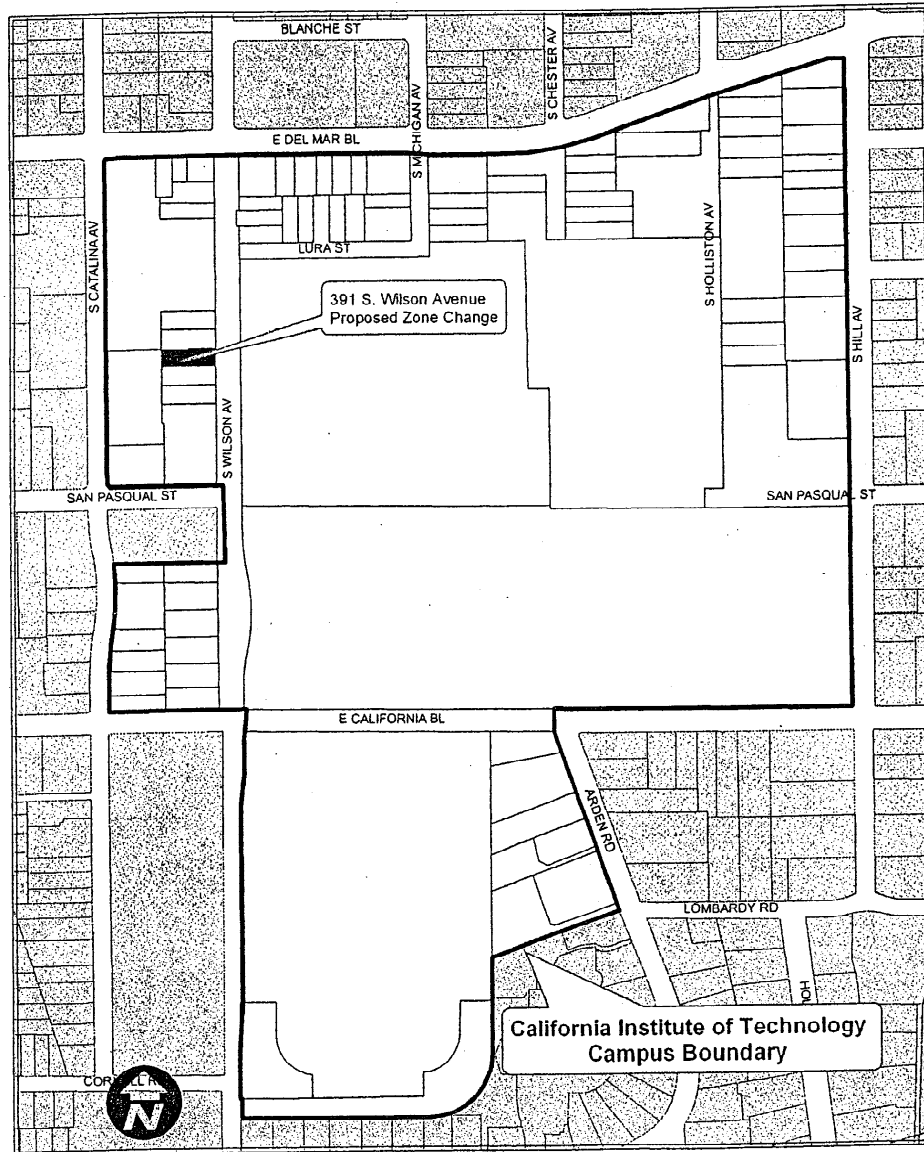 BLANCHE ST
S MICHIGAN AV
S CHESTER AV
E DEL MAR BL
S CATALINA AV
LURA ST
S HOLLISTON AV
391 S. Wilson Avenue
Proposed Zone Change
S HILL AV
S WILSON AV
SAN PASQUAL ST
SAN PASQUAL ST
E CALIFORNIA BL
ARDEN RD
LOMBARDY RD
California Institute of Technology
Campus Boundary
N